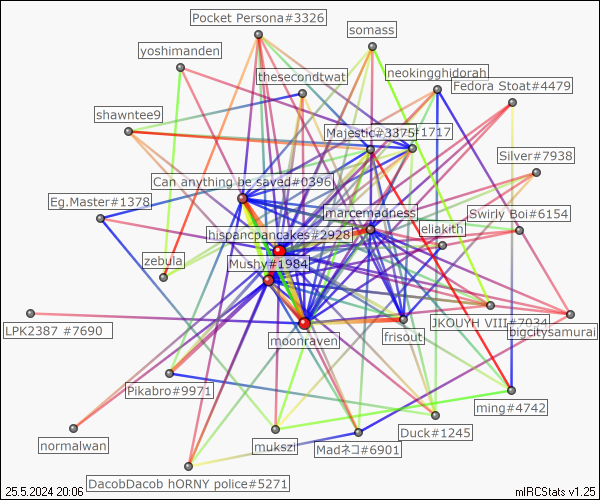 Pocket Persona#3326
somass
yoshimanden
thesecondtwat
neokingghidorah
Fedora Stoat#4479
shawntee9
Majestic#3375
#1717
Silver#7938
Can anything be saved#0396
Eg.Master#1378
marcemadness
Swirly Boi#6154
hispancpancakes#2928
eliakith
zebula
Mushy#1984
LPK2387 #7690
moonraven
frisout
JKOUYH VIII#7034
bigcitysamurai
Pikabro#9971
ming#4742
normalwan
mukszi
Madネコ#6901
Duck#1245
DacobDacob hORNY police#5271
25.5.2024 20:06
mIRCStats v1.25